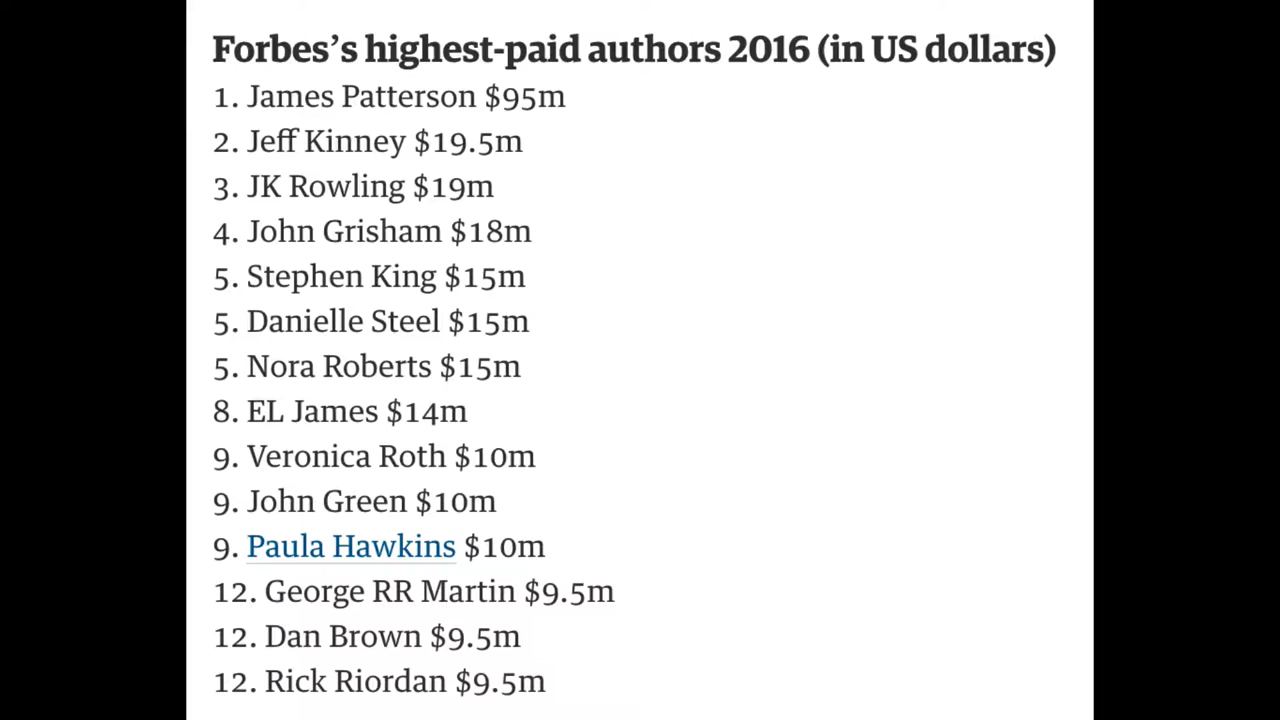 Forbes’s highest-paid authors 2016 (in US dollars)
1. James Patterson $95m
2. Jeff Kinney $19.5m
3. JK Rowling $19m
4. John Grisham $18m
5. Stephen King $15m
5. Danielle Steel $15m
5. Nora Roberts $15m
8. EL James $14m
9. Veronica Roth $10m
9. John Green $10m
9. Paula Hawkins $10m
12. George RR Martin $9.5m
12. Dan Brown $9.5m
12. Rick Riordan $9.5m